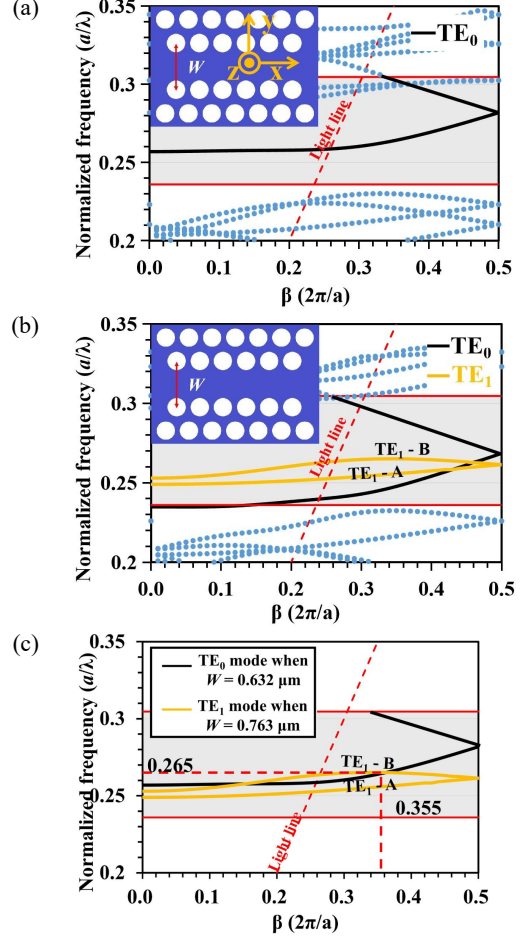 (a)
Normalized frequency (a/λ)
0.35
0.3
0.25
0.2
y
z
x
W
TE0
Light line
0.0
0.1
0.2
0.3
0.4
0.5
β (2π/a)
(b)
Normalized frequency (a/λ)
0.35
0.3
0.25
0.2
W
TE0
TE1
Light line
TE1 - B
TE1 - A
0.0
0.1
0.2
0.3
0.4
0.5
β (2π/a)
(c)
Normalized frequency (a/λ)
0.35
0.3
0.25
0.2
TE0 mode when
W = 0.632 μm
TE1 mode when
W = 0.763 μm
0.265
TE1 - B
TE1 - A
0.355
Light line
0.0
0.1
0.2
0.3
0.4
0.5
β (2π/a)